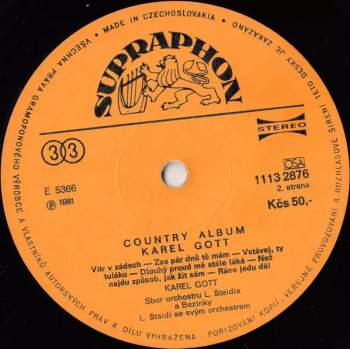 MADE IN CZECHOSLOVAKIA
SUPRAPHON
33
STEREO
E 5366
Ⓟ 1981
OSA
1113 2876
2. strana
Kčs 50,-
COUNTRY ALBUM
KAREL GOTT
Vítr v zádech — Zas pár dnů tě mám — Vstávej, ty
tuláku — Dlouhý proud mě stále láká — Než
najdu způsob, jak žít sám — Ráno jedu dál
KAREL GOTT
Sbor orchestru L. Štaidla
a Bezinky
L. Štaidl se svým orchestrem
VŠECHNA PRÁVA GRAMOFONOVÉHO VÝROBCE A VLASTNÍKŮ AUTORSKÝCH PRÁV K DÍLU VYHRAZENA. - POŘIZOVÁNÍ KOPIÍ - VEREJNÉ PROVOZOVÁNÍ A ROZHLASOVÉ ŠÍŘENÍ TÉTO DESKY JE ZAKÁZÁNO